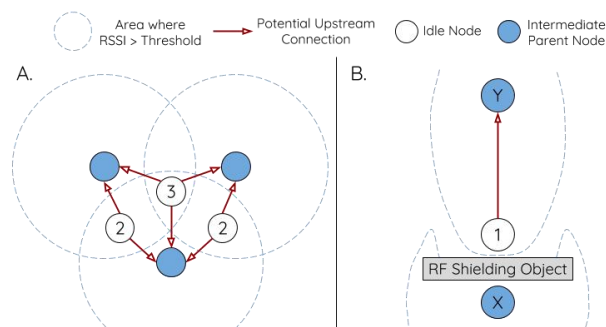 Area where
RSSI > Threshold
Potential Upstream
Connection
Idle Node
Intermediate
Parent Node
A.
3
2
2
B.
Y
1
RF Shielding Object
X